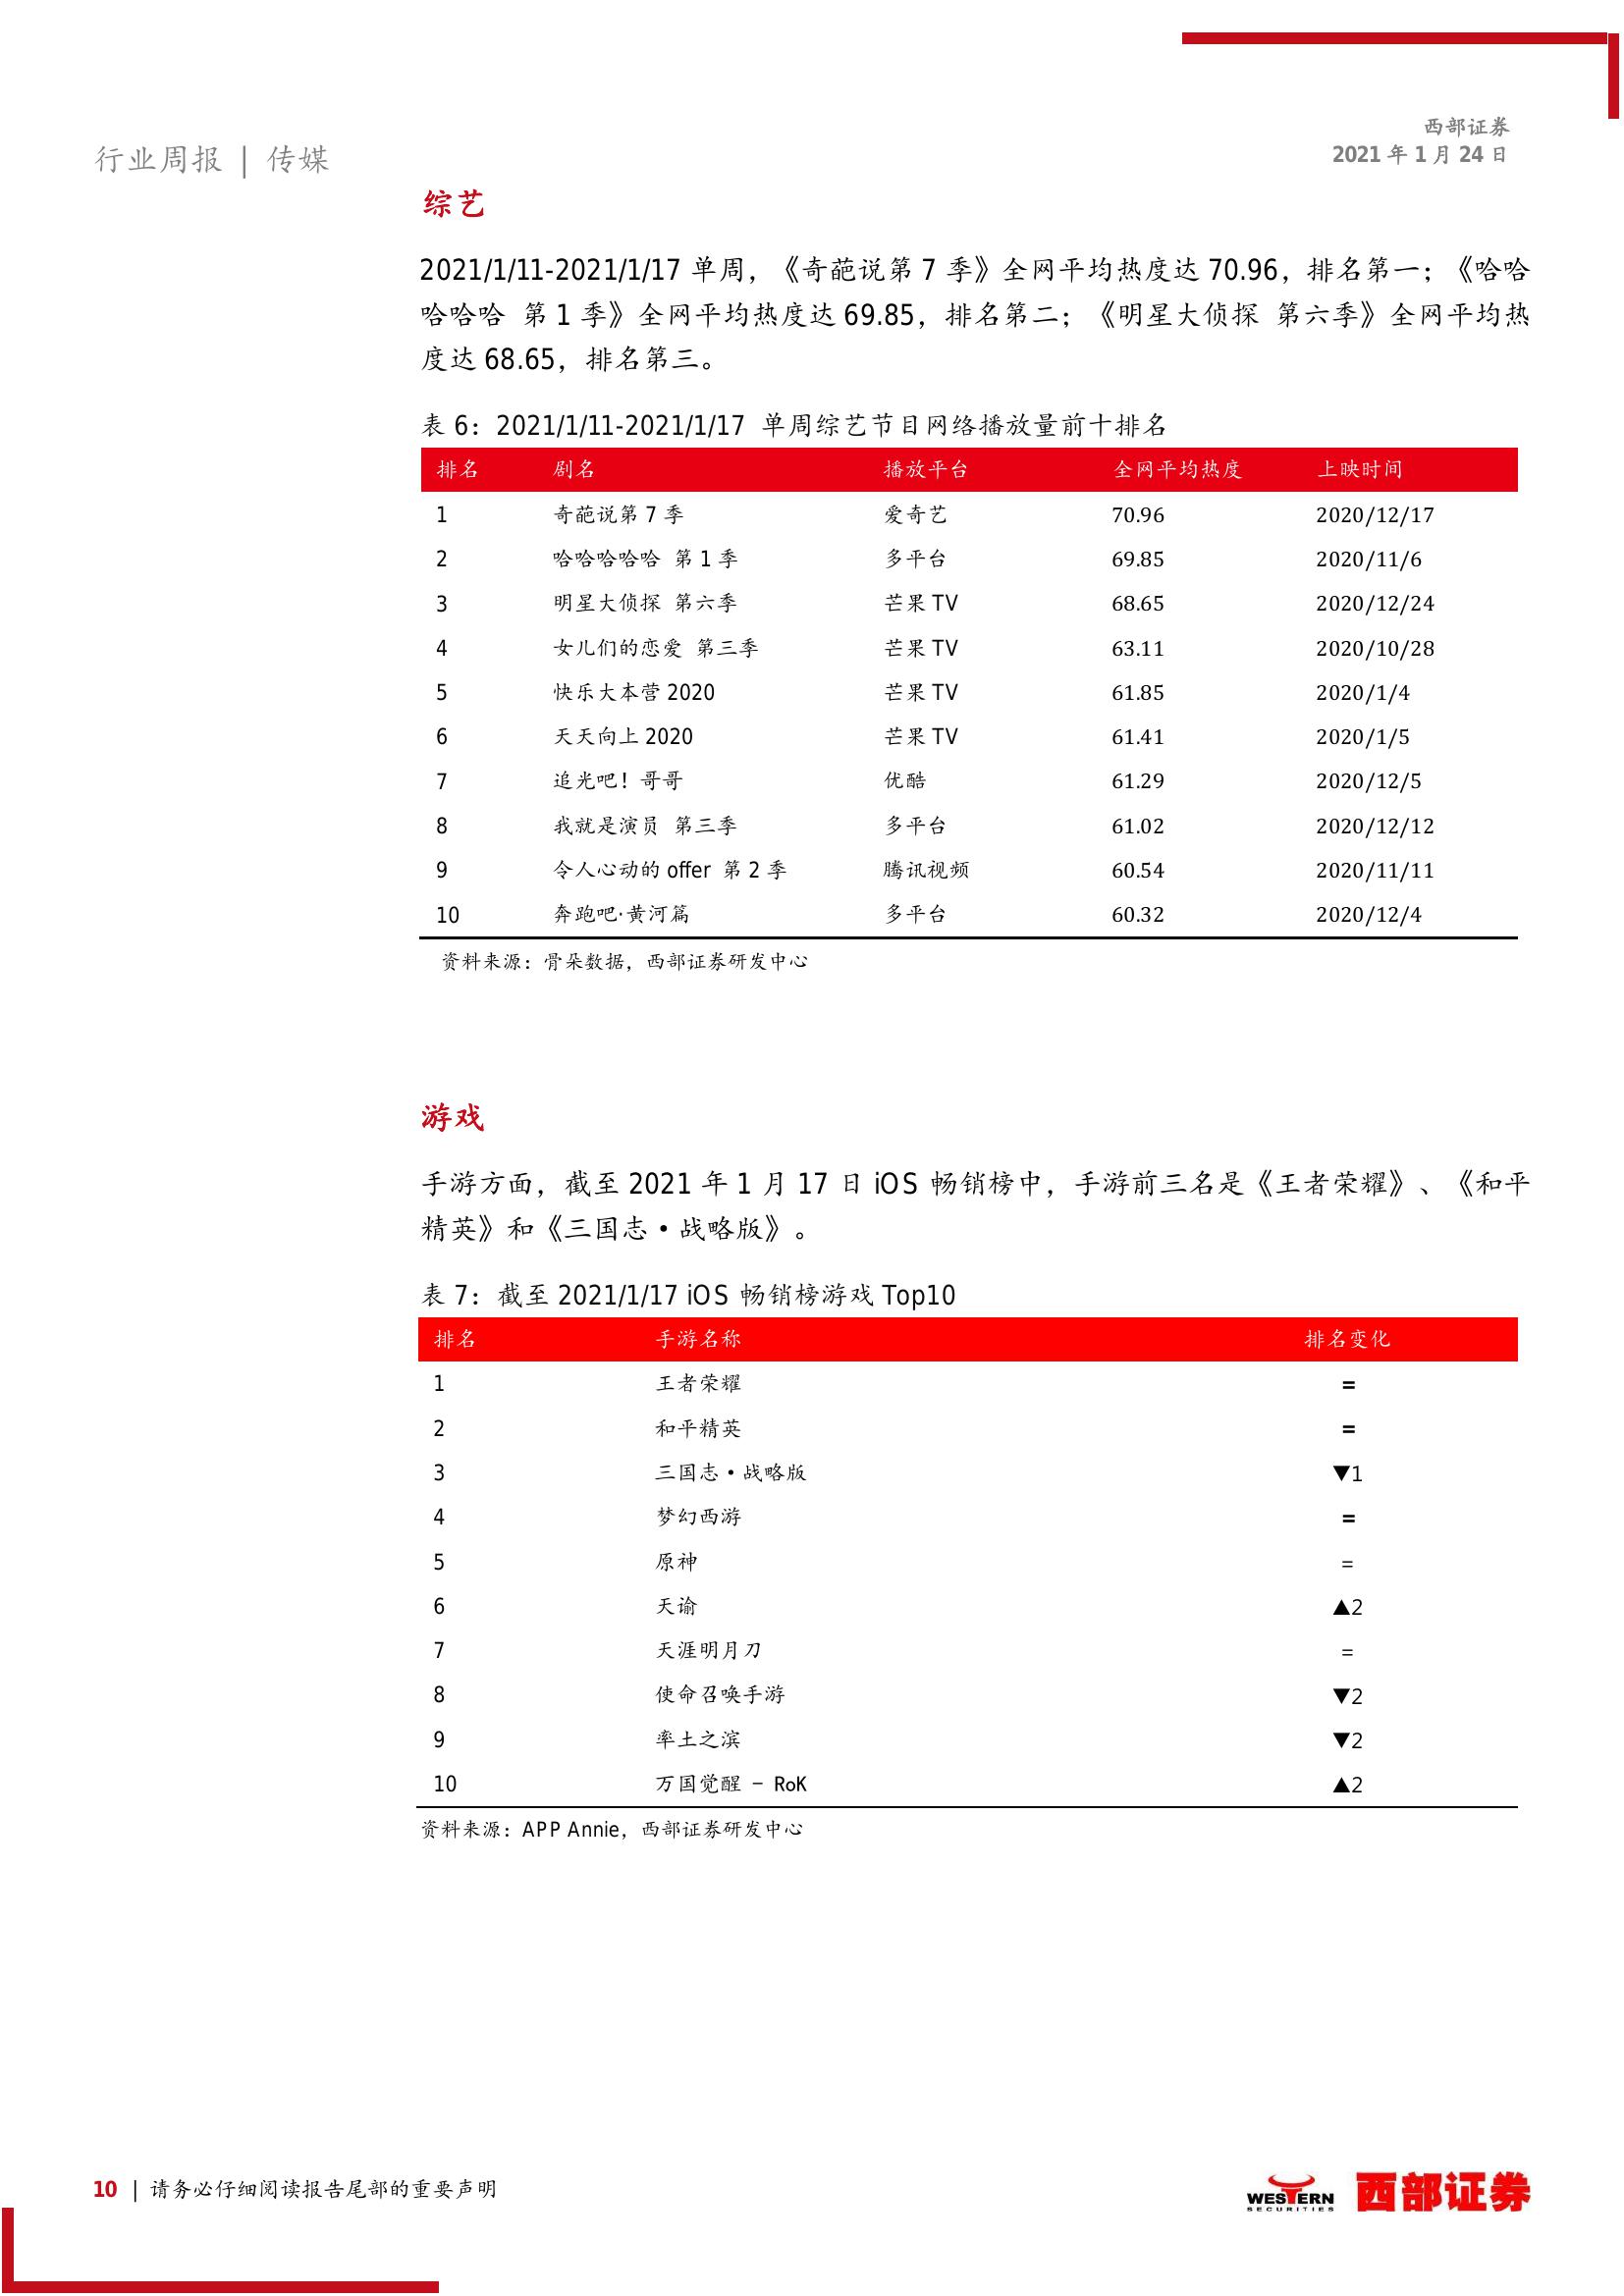 行业周报 | 传媒
西部证券
2021 年 1 月 24 日
综艺
2021/1/11-2021/1/17 单周，《奇葩说第 7 季》全网平均热度达 70.96，排名第一；《哈哈
哈哈哈 第 1 季》全网平均热度达 69.85，排名第二；《明星大侦探 第六季》全网平均热
度达 68.65，排名第三。
表 6：2021/1/11-2021/1/17 单周综艺节目网络播放量前十排名
排名 剧名 播放平台 全网平均热度 上映时间
1 奇葩说第 7 季 爱奇艺 70.96 2020/12/17
2 哈哈哈哈哈 第 1 季 多平台 69.85 2020/11/6
3 明星大侦探 第六季 芒果 TV 68.65 2020/12/24
4 女儿们的恋爱 第三季 芒果 TV 63.11 2020/10/28
5 快乐大本营 2020 芒果 TV 61.85 2020/1/4
6 天天向上 2020 芒果 TV 61.41 2020/1/5
7 追光吧！哥哥 优酷 61.29 2020/12/5
8 我就是演员 第三季 多平台 61.02 2020/12/12
9 令人心动的 offer 第 2 季 腾讯视频 60.54 2020/11/11
10 奔跑吧·黄河篇 多平台 60.32 2020/12/4
资料来源：骨朵数据，西部证券研发中心
游戏
手游方面，截至 2021 年 1 月 17 日 iOS 畅销榜中，手游前三名是《王者荣耀》、《和平
精英》和《三国志·战略版》。
表 7：截至 2021/1/17 iOS 畅销榜游戏 Top10
排名 手游名称 排名变化
1 王者荣耀 =
2 和平精英 =
3 三国志·战略版 ▼1
4 梦幻西游 =
5 原神 =
6 天谕 ▲2
7 天涯明月刀 =
8 使命召唤手游 ▼2
9 率土之滨 ▼2
10 万国觉醒 – RoK ▲2
资料来源：APP Annie，西部证券研发中心
10 | 请务必仔细阅读报告尾部的重要声明
WESTERN
SECURITIES
西部证券